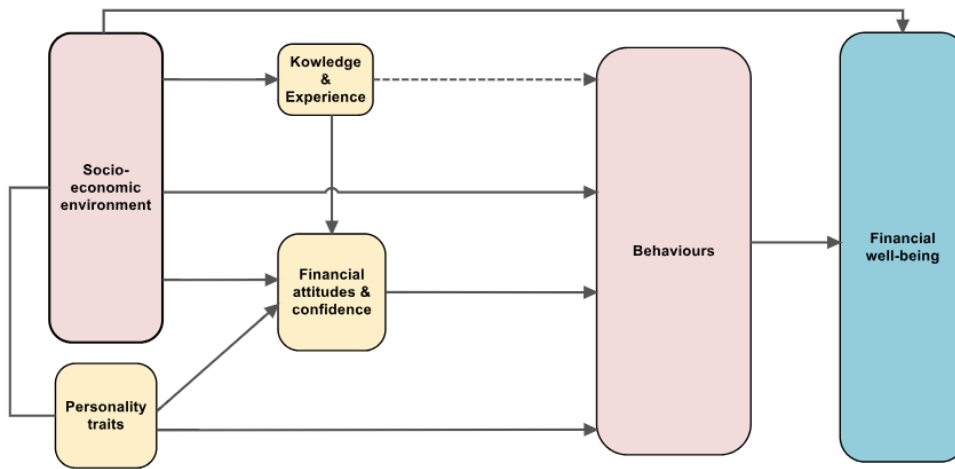 Kowledge
&
Experience
Socio-
economic
environment
Financial
attitudes &
confidence
Behaviours
Financial
well-being
Personality
traits